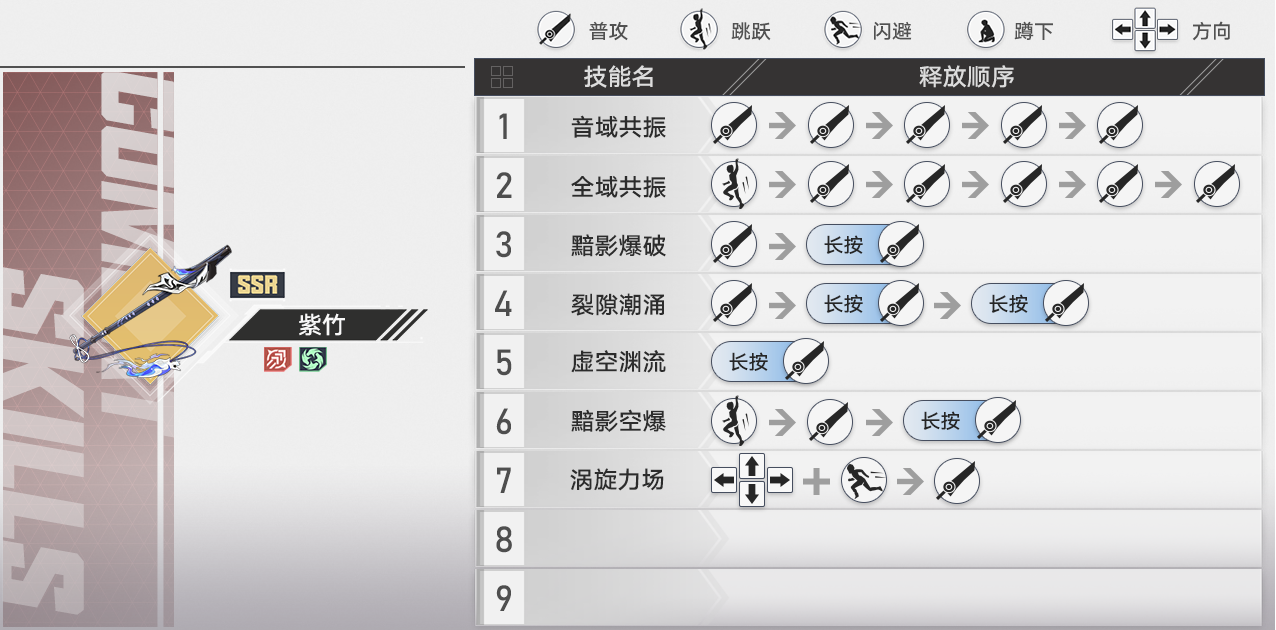 普攻 跳跃 闪避 蹲下 方向
技能名 释放顺序
COMMIT
SKILLS
SSR
紫竹
1 音域共振
2 全域共振
3 黯影爆破 长按
4 裂隙潮涌 长按 长按
5 虚空渊流 长按
6 黯影空爆 长按
7 涡旋力场
8
9